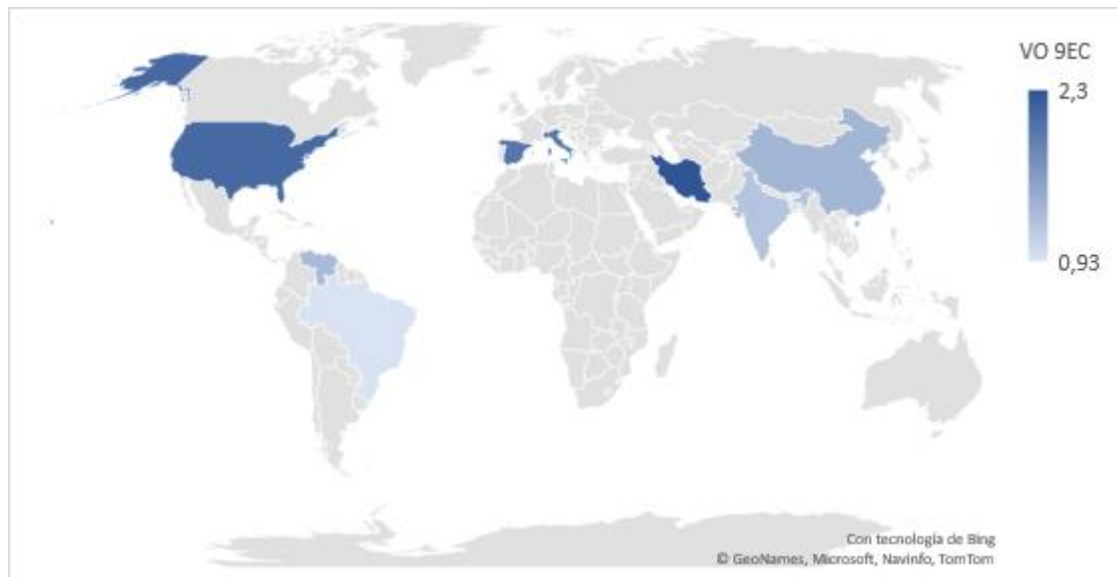 VO 9EC
2,3
0,93
Con tecnología de Bing
© GeoNames, Microsoft, Navinfo, TomTom